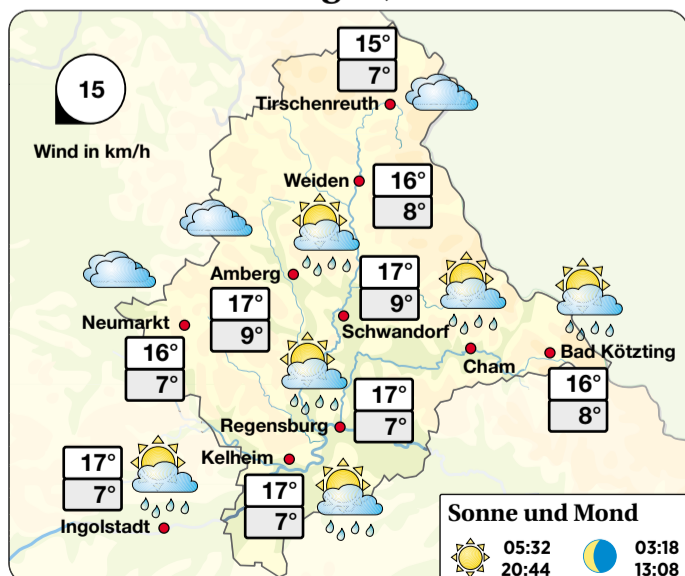 15°
7°
Tirschenreuth
15
Wind in km/h
Weiden
16°
8°
Amberg
17°
9°
17°
9°
Schwandorf
Neumarkt
16°
7°
Cham
Bad Kötzting
16°
8°
Regensburg
17°
7°
Kelheim
17°
7°
17°
7°
Ingolstadt
Sonne und Mond
05:32 03:18
20:44 13:08